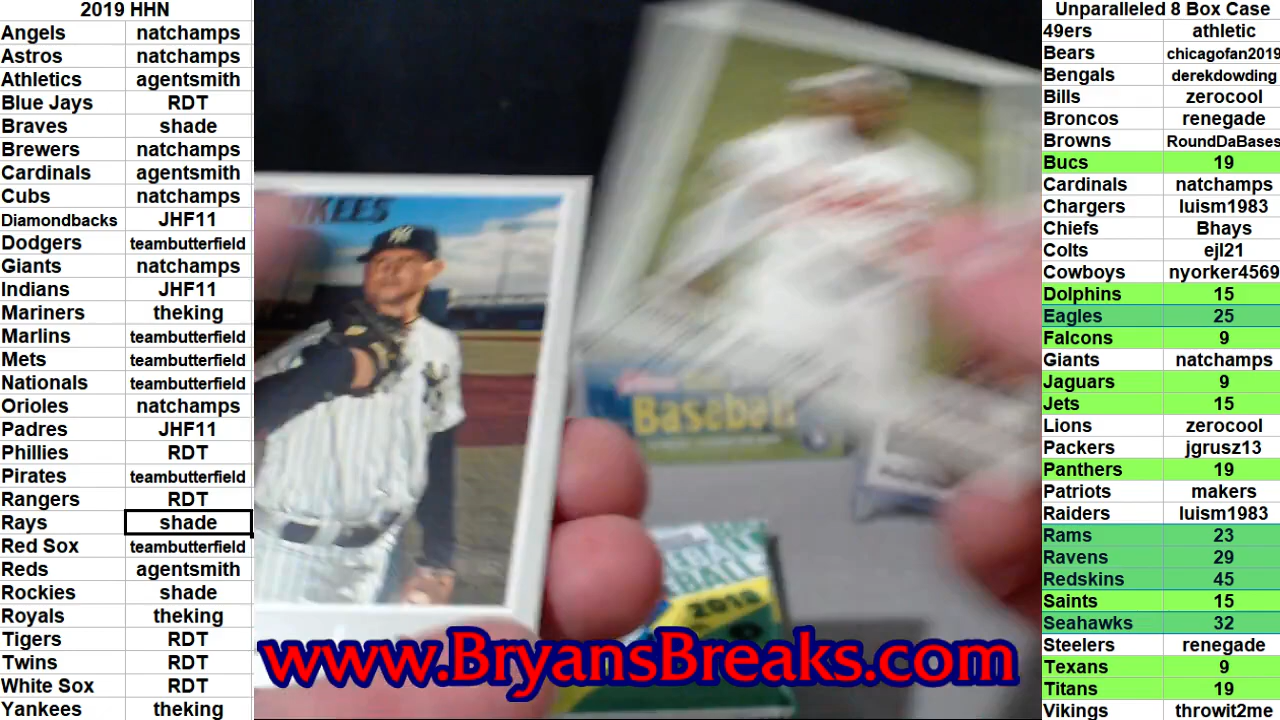 2019 HHN
Angels natchamps
Astros natchamps
Athletics agentsmith
Blue Jays RDT
Braves shade
Brewers natchamps
Cardinals agentsmith
Cubs natchamps
Diamondbacks JHF11
Dodgers teambutterfield
Giants natchamps
Indians JHF11
Mariners theking
Marlins teambutterfield
Mets teambutterfield
Nationals teambutterfield
Orioles natchamps
Padres JHF11
Phillies RDT
Pirates teambutterfield
Rangers RDT
Rays shade
Red Sox teambutterfield
Reds agentsmith
Rockies shade
Royals theking
Tigers RDT
Twins RDT
White Sox RDT
Yankees theking
NKEES
Baseball
2019
www.BryansBreaks.com
Unparalleled 8 Box Case
49ers athletic
Bears chicagofan2019
Bengals derekdowding
Bills zerocool
Broncos renegade
Browns RoundDaBases
Bucs 19
Cardinals natchamps
Chargers luism1983
Chiefs Bhays
Colts ejl21
Cowboys nyorker4569
Dolphins 15
Eagles 25
Falcons 9
Giants natchamps
Jaguars 9
Jets 15
Lions zerocool
Packers jgrusz13
Panthers 19
Patriots makers
Raiders luism1983
Rams 23
Ravens 29
Redskins 45
Saints 15
Seahawks 32
Steelers renegade
Texans 9
Titans 19
Vikings throwit2me